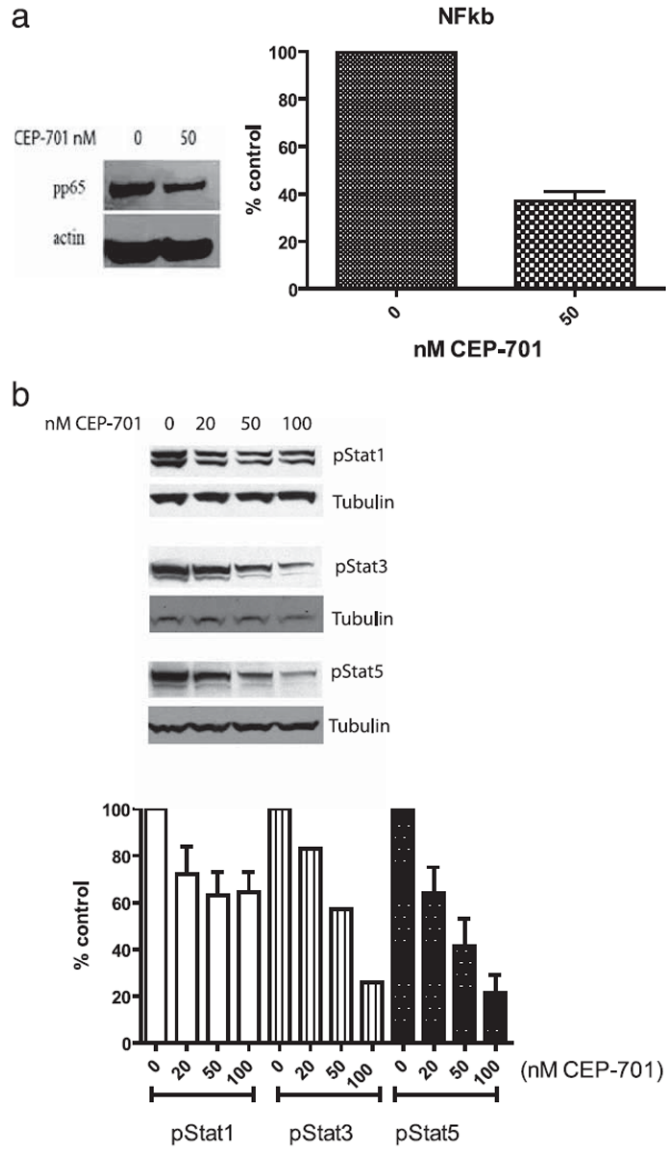 a
NFkb
CEP-701 nM 0 50
pp65
actin
% control
100
80
60
40
20
0
0 50
nM CEP-701
b
nM CEP-701 0 20 50 100
pStat1
Tubulin
pStat3
Tubulin
pStat5
Tubulin
% control
100
80
60
40
20
0
0 20 50 100 0 20 50 100 0 20 50 100 (nM CEP-701)
pStat1 pStat3 pStat5